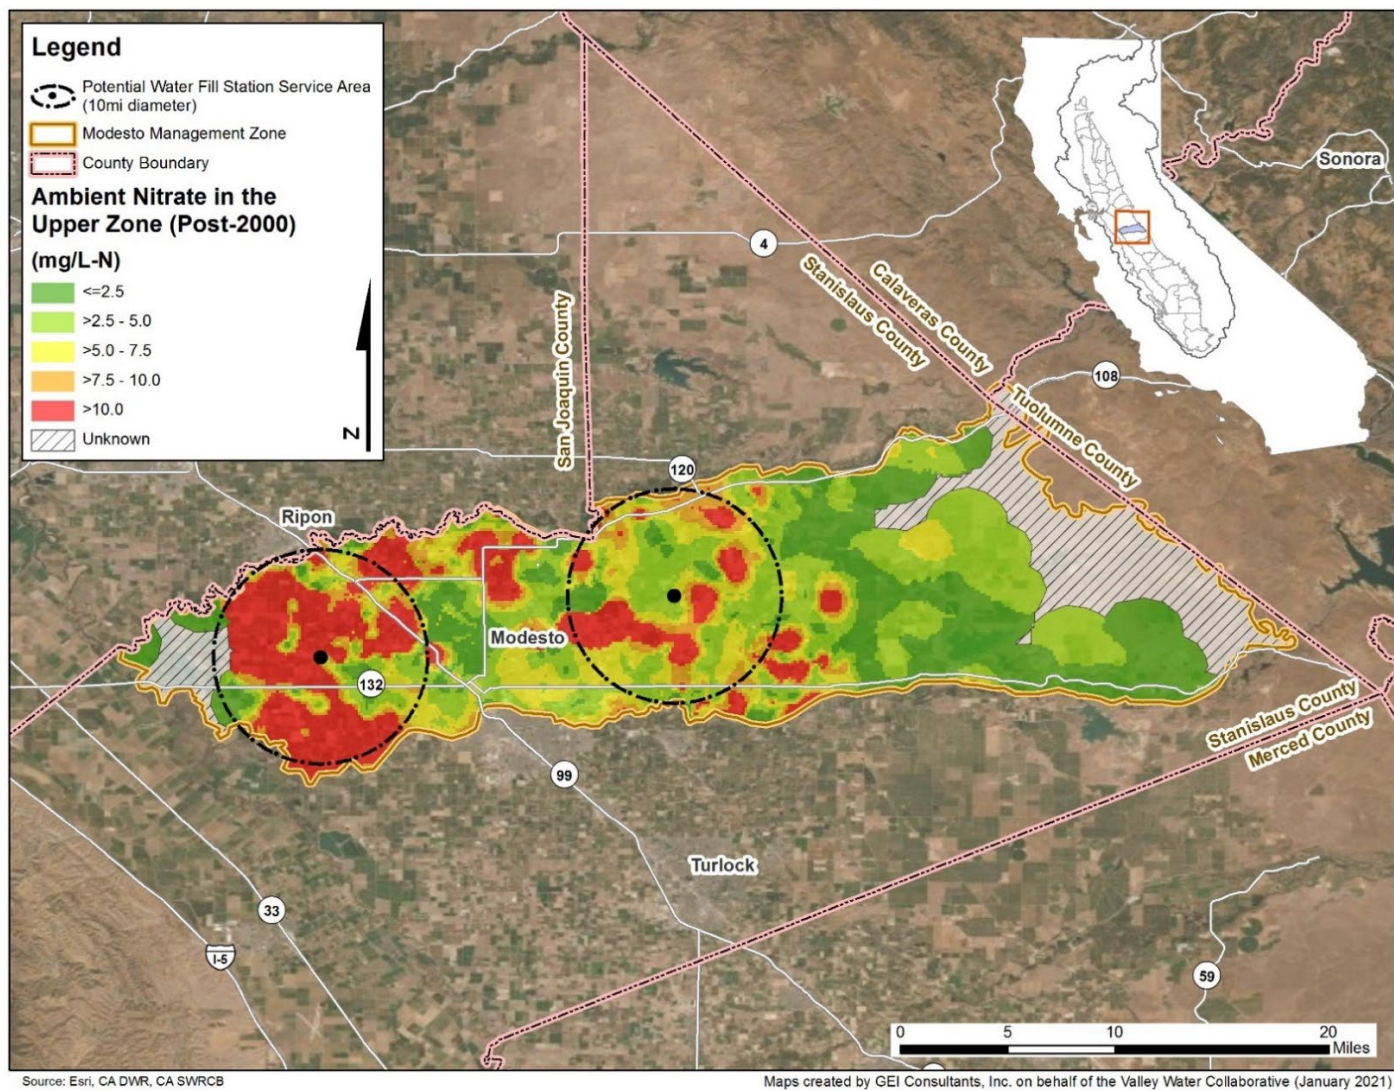 Legend
Potential Water Fill Station Service Area
(10mi diameter)
Modesto Management Zone
County Boundary
Ambient Nitrate in the
Upper Zone (Post-2000)
(mg/L-N)
<=2.5
>2.5 - 5.0
>5.0 - 7.5
>7.5 - 10.0
>10.0
Unknown
N
Sonora
4
Calaveras County
Stanislaus County
San Joaquin County
108
Tuolumne County
120
Ripon
Modesto
132
Stanislaus County
Merced County
99
Turlock
33
I-5
59
0 5 10 20
Miles
Source: Esri, CA DWR, CA SWRCB
Maps created by GEI Consultants, Inc. on behalf of the Valley Water Collaborative (January 2021)